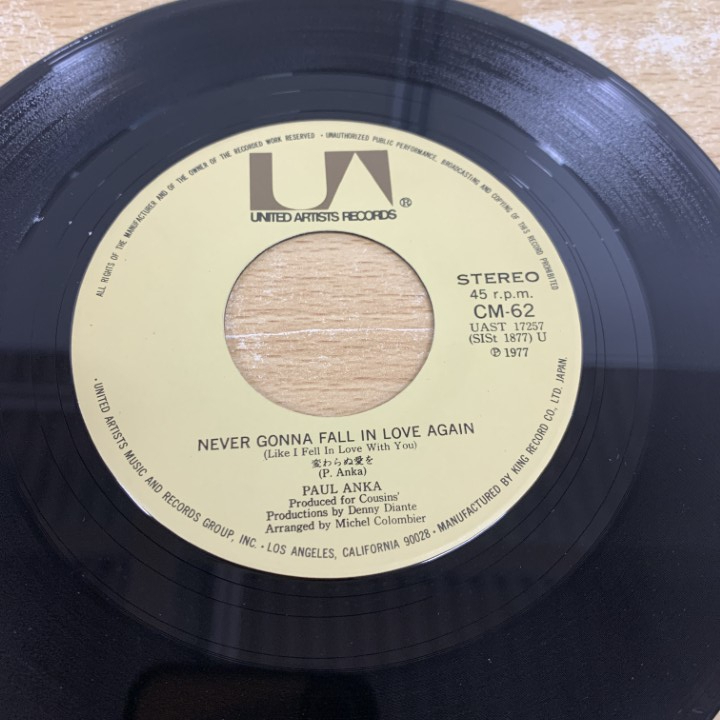 ALL RIGHTS OF THE MANUFACTURER AND OF THE OWNER OF THE RECORDED WORK RESERVED · UNAUTHORIZED PUBLIC PERFORMANCE, BROADCASTING AND COPYING OF THIS RECORD PROHIBITED
UA
UNITED ARTISTS RECORDS ®
STEREO
45 r.p.m.
CM-62
UAST 17257
(SISt 1877) U
℗ 1977
NEVER GONNA FALL IN LOVE AGAIN
(Like I Fell In Love With You)
変わらぬ愛を
(P. Anka)
PAUL ANKA
Produced for Cousins'
Productions by Denny Diante
Arranged by Michel Colombier
· UNITED ARTISTS MUSIC AND RECORDS GROUP, INC. · LOS ANGELES, CALIFORNIA 90028 · MANUFACTURED BY KING RECORD CO., LTD. JAPAN.